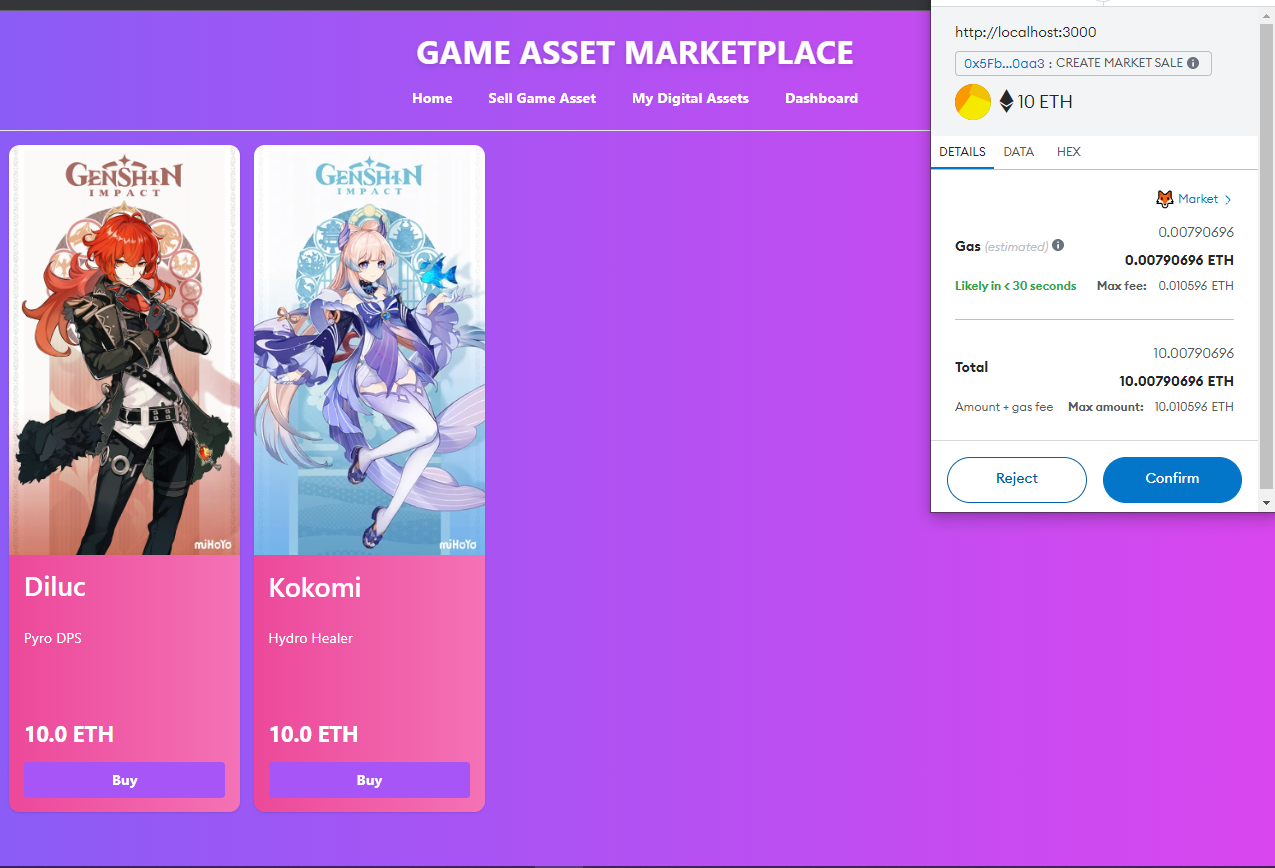 GAME ASSET MARKETPLACE
Home Sell Game Asset My Digital Assets Dashboard
GENSHIN
IMPACT
miHoYo
Diluc
Pyro DPS
10.0 ETH
Buy
GENSHIN
IMPACT
miHoYo
Kokomi
Hydro Healer
10.0 ETH
Buy
http://localhost:3000
0x5Fb...0aa3 : CREATE MARKET SALE
10 ETH
DETAILS DATA HEX
Market >
0.00790696
Gas (estimated)
0.00790696 ETH
Likely in < 30 seconds Max fee: 0.010596 ETH
10.00790696
Total
10.00790696 ETH
Amount + gas fee Max amount: 10.010596 ETH
Reject Confirm